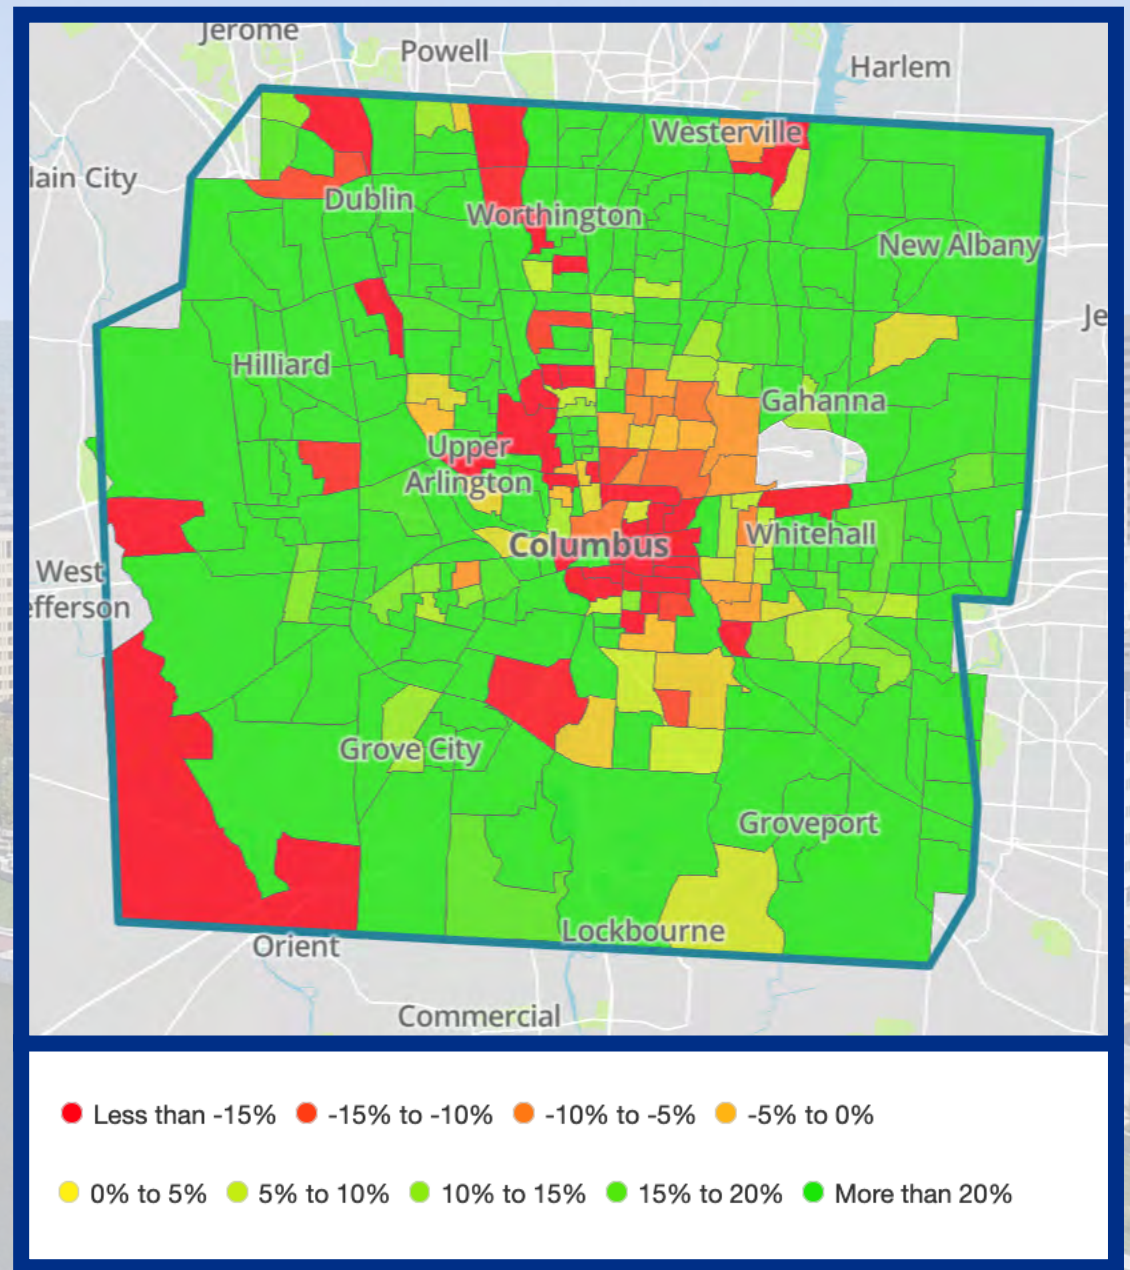 Jerome
Powell
Harlem
Westerville
lain City
Dublin
Worthington
New Albany
Je
Hilliard
Gahanna
Upper
Arlington
Columbus
Whitehall
West
efferson
Grove City
Groveport
Lockbourne
Orient
Commercial
Less than -15% -15% to -10% -10% to -5% -5% to 0%
0% to 5% 5% to 10% 10% to 15% 15% to 20% More than 20%